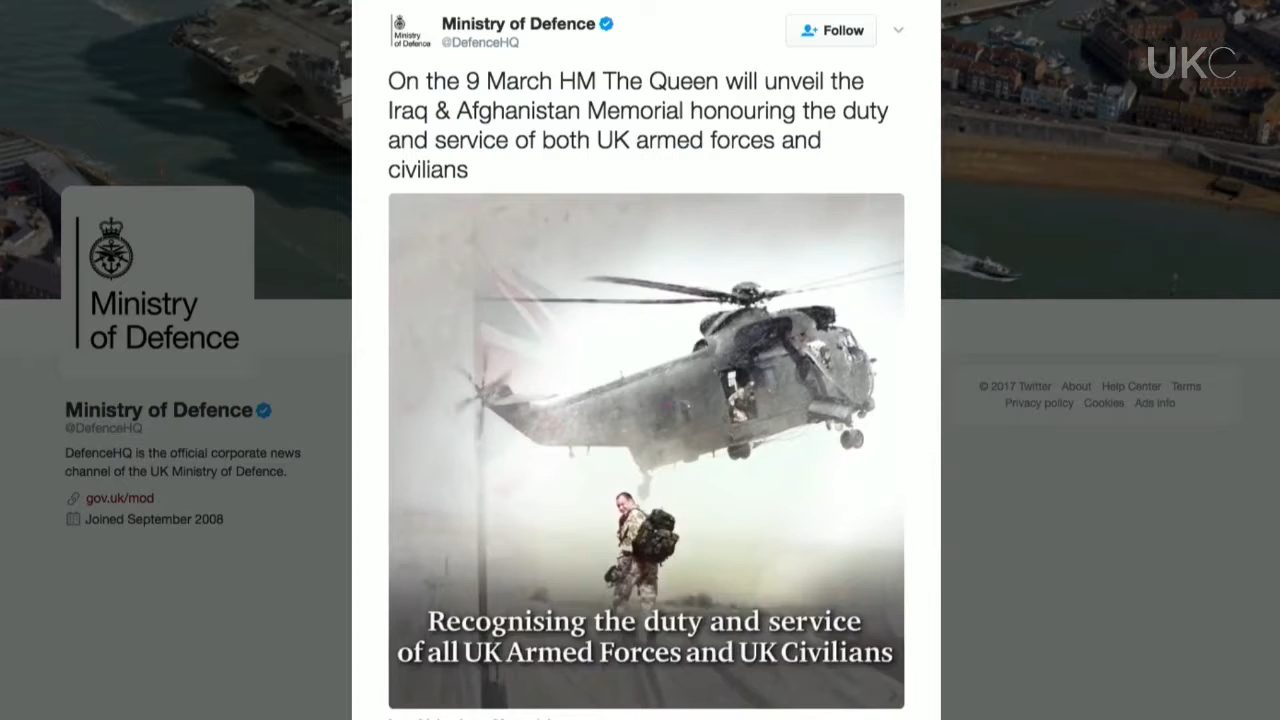 Ministry
of Defence
Ministry of Defence
@DefenceHQ
Follow
UKC
On the 9 March HM The Queen will unveil the
Iraq & Afghanistan Memorial honouring the duty
and service of both UK armed forces and
civilians
Ministry
of Defence
Ministry of Defence
@DefenceHQ
DefenceHQ is the official corporate news
channel of the UK Ministry of Defence.
gov.uk/mod
Joined September 2008
© 2017 Twitter About Help Center Terms
Privacy policy Cookies Ads info
Recognising the duty and service
of all UK Armed Forces and UK Civilians